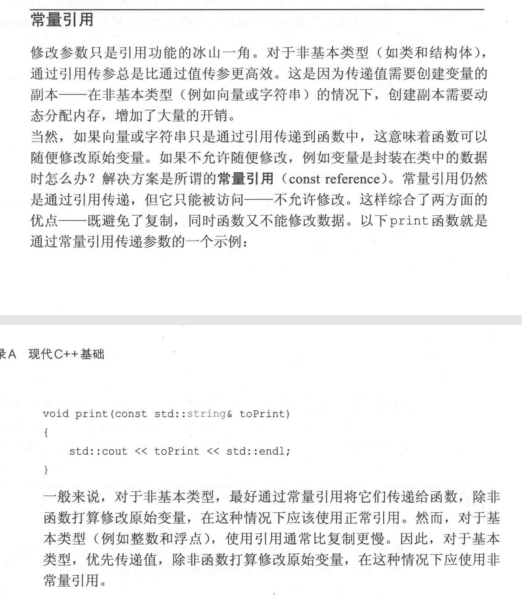 常量引用
修改参数只是引用功能的冰山一角。对于非基本类型（如类和结构体），
通过引用传参总是比通过值传参更高效。这是因为传递值需要创建变量的
副本——在非基本类型（例如向量或字符串）的情况下，创建副本需要动
态分配内存，增加了大量的开销。
当然，如果向量或字符串只是通过引用传递到函数中，这意味着函数可以
随便修改原始变量。如果不允许随便修改，例如变量是封装在类中的数据
时怎么办？解决方案是所谓的常量引用（const reference）。常量引用仍然
是通过引用传递，但它只能被访问——不允许修改。这样综合了两方面的
优点——既避免了复制，同时函数又不能修改数据。以下print函数就是
通过常量引用传递参数的一个示例：
录A 现代C++基础
void print(const std::string& toPrint)
{
    std::cout << toPrint << std::endl;
}
一般来说，对于非基本类型，最好通过常量引用将它们传递给函数，除非
函数打算修改原始变量，在这种情况下应该使用正常引用。然而，对于基
本类型（例如整数和浮点），使用引用通常比复制更慢。因此，对于基本
类型，优先传递值，除非函数打算修改原始变量，在这种情况下应使用非
常量引用。